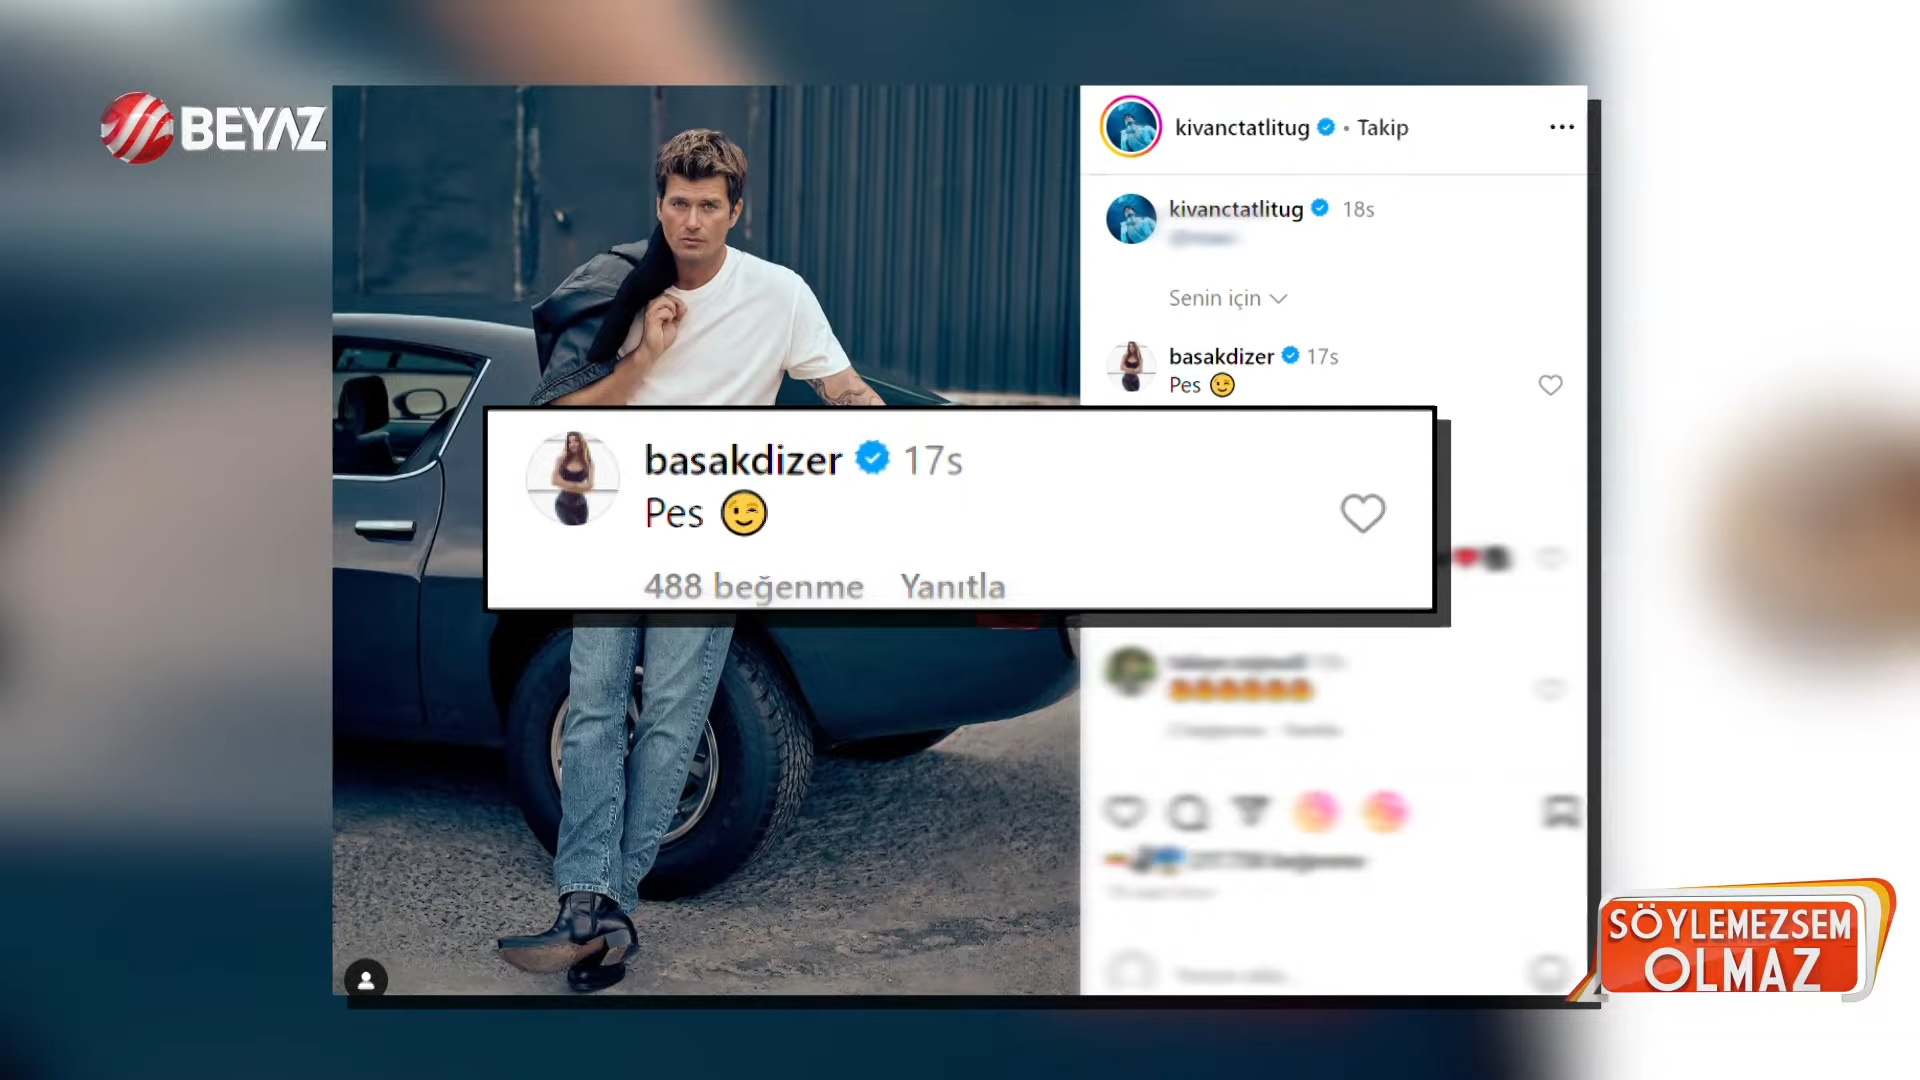 BEYAZ
kivanctatlitug • Takip
kivanctatlitug 18s
Senin için
basakdizer 17s
Pes 😉
basakdizer 17s
Pes 😉
488 beğenme Yanıtla
SÖYLEMEZSEM
OLMAZ